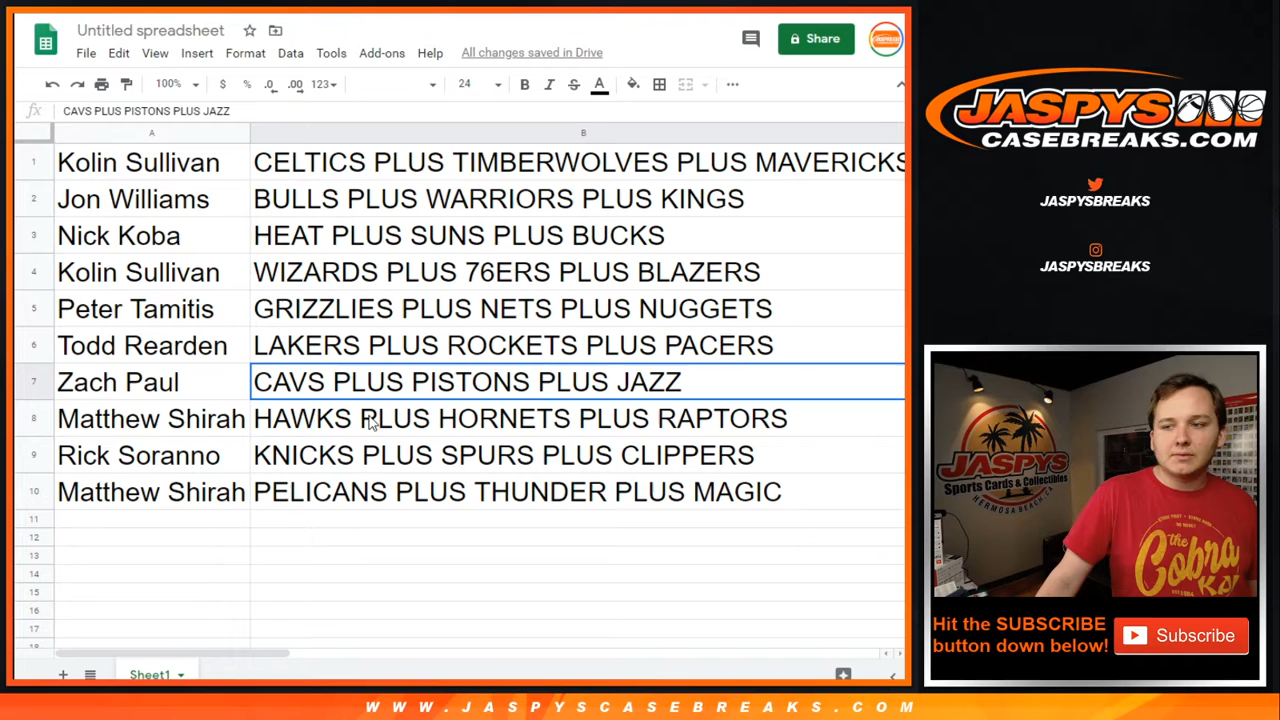 Untitled spreadsheet
File Edit View Insert Format Data Tools Add-ons Help All changes saved in Drive
Share
100% $ % .0 .00 123 24 B I S A
fx CAVS PLUS PISTONS PLUS JAZZ
A B
1 Kolin Sullivan CELTICS PLUS TIMBERWOLVES PLUS MAVERICKS
2 Jon Williams BULLS PLUS WARRIORS PLUS KINGS
3 Nick Koba HEAT PLUS SUNS PLUS BUCKS
4 Kolin Sullivan WIZARDS PLUS 76ERS PLUS BLAZERS
5 Peter Tamitis GRIZZLIES PLUS NETS PLUS NUGGETS
6 Todd Rearden LAKERS PLUS ROCKETS PLUS PACERS
7 Zach Paul CAVS PLUS PISTONS PLUS JAZZ
8 Matthew Shirah HAWKS PLUS HORNETS PLUS RAPTORS
9 Rick Soranno KNICKS PLUS SPURS PLUS CLIPPERS
10 Matthew Shirah PELICANS PLUS THUNDER PLUS MAGIC
11
12
13
14
15
16
17
18
Sheet1
JASPYS
CASEBREAKS.COM
JASPYSBREAKS
JASPYSBREAKS
JASPYS
Sports Cards & Collectibles
HERMOSA BEACH, CA
the
Cobra
Hit the SUBSCRIBE
button down below!
Subscribe
WWW.JASPYSCASEBREAKS.COM